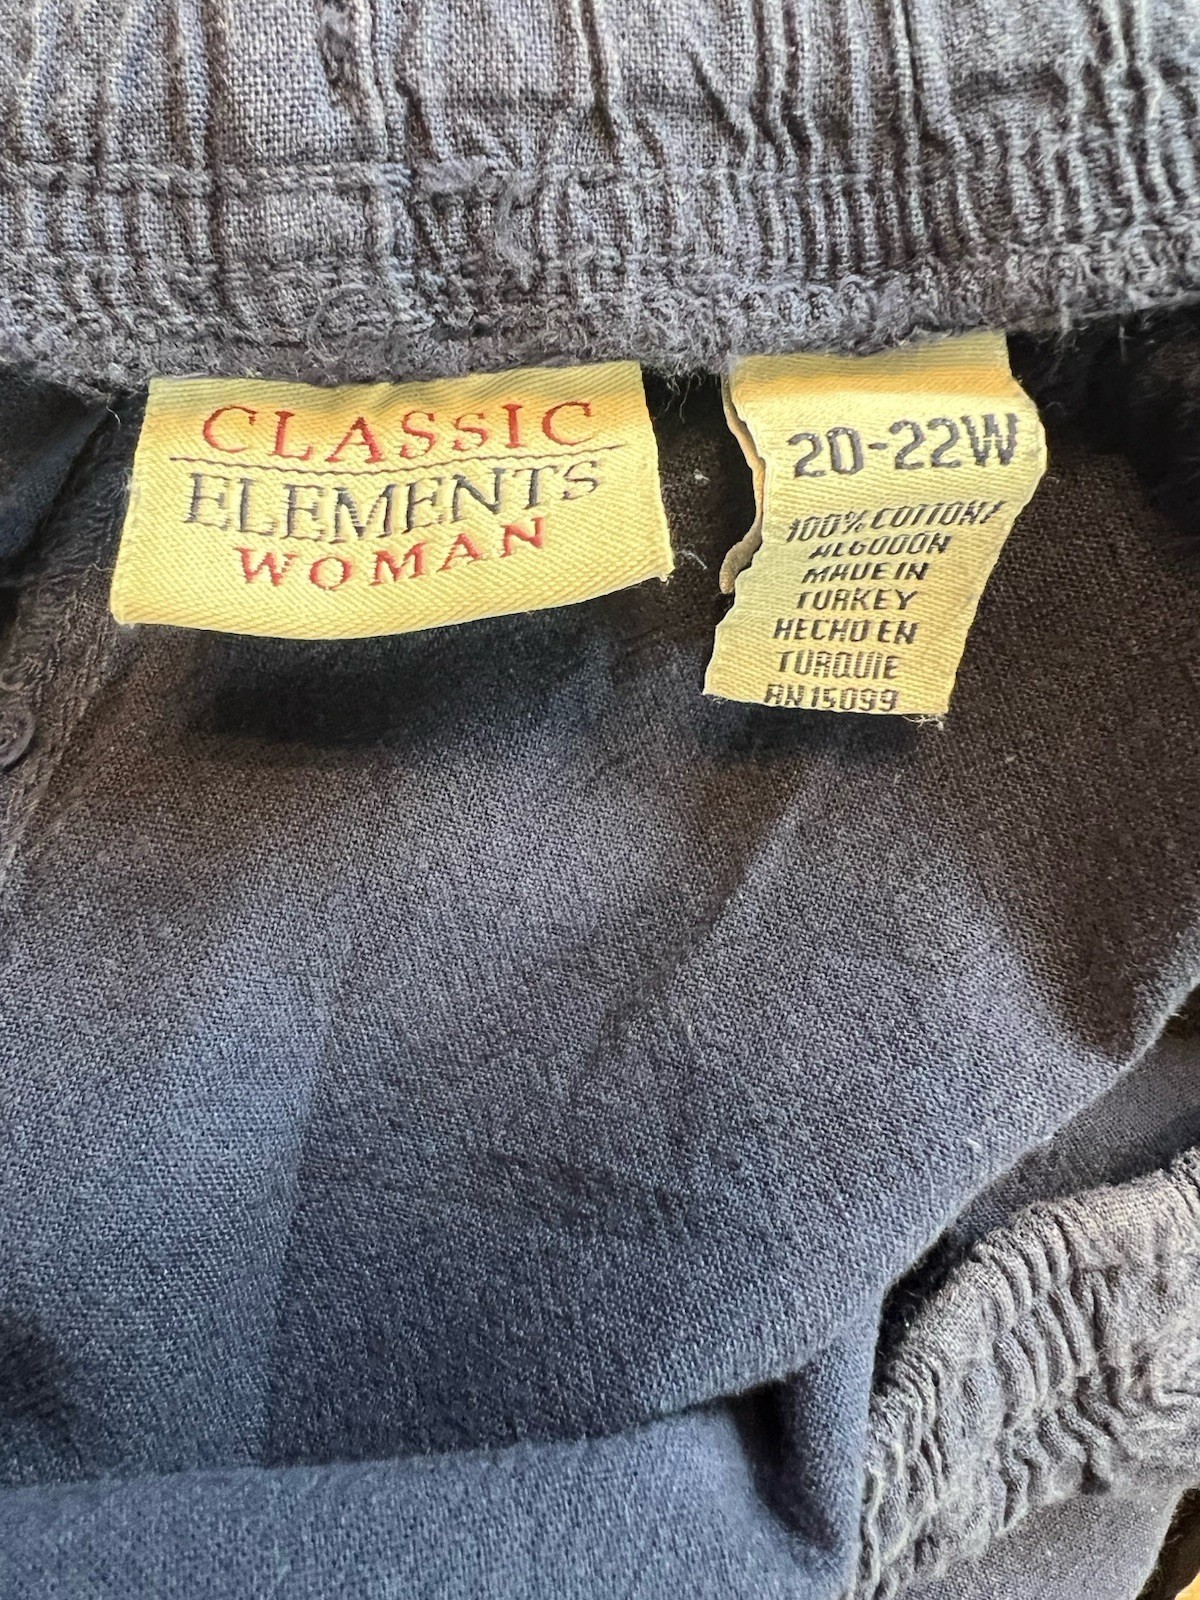 CLASSIC
ELEMENTS
WOMAN
20-22W
100% COTTON/
ALGODON
MADE IN
TURKEY
HECHO EN
TURQUIE
RN 15099